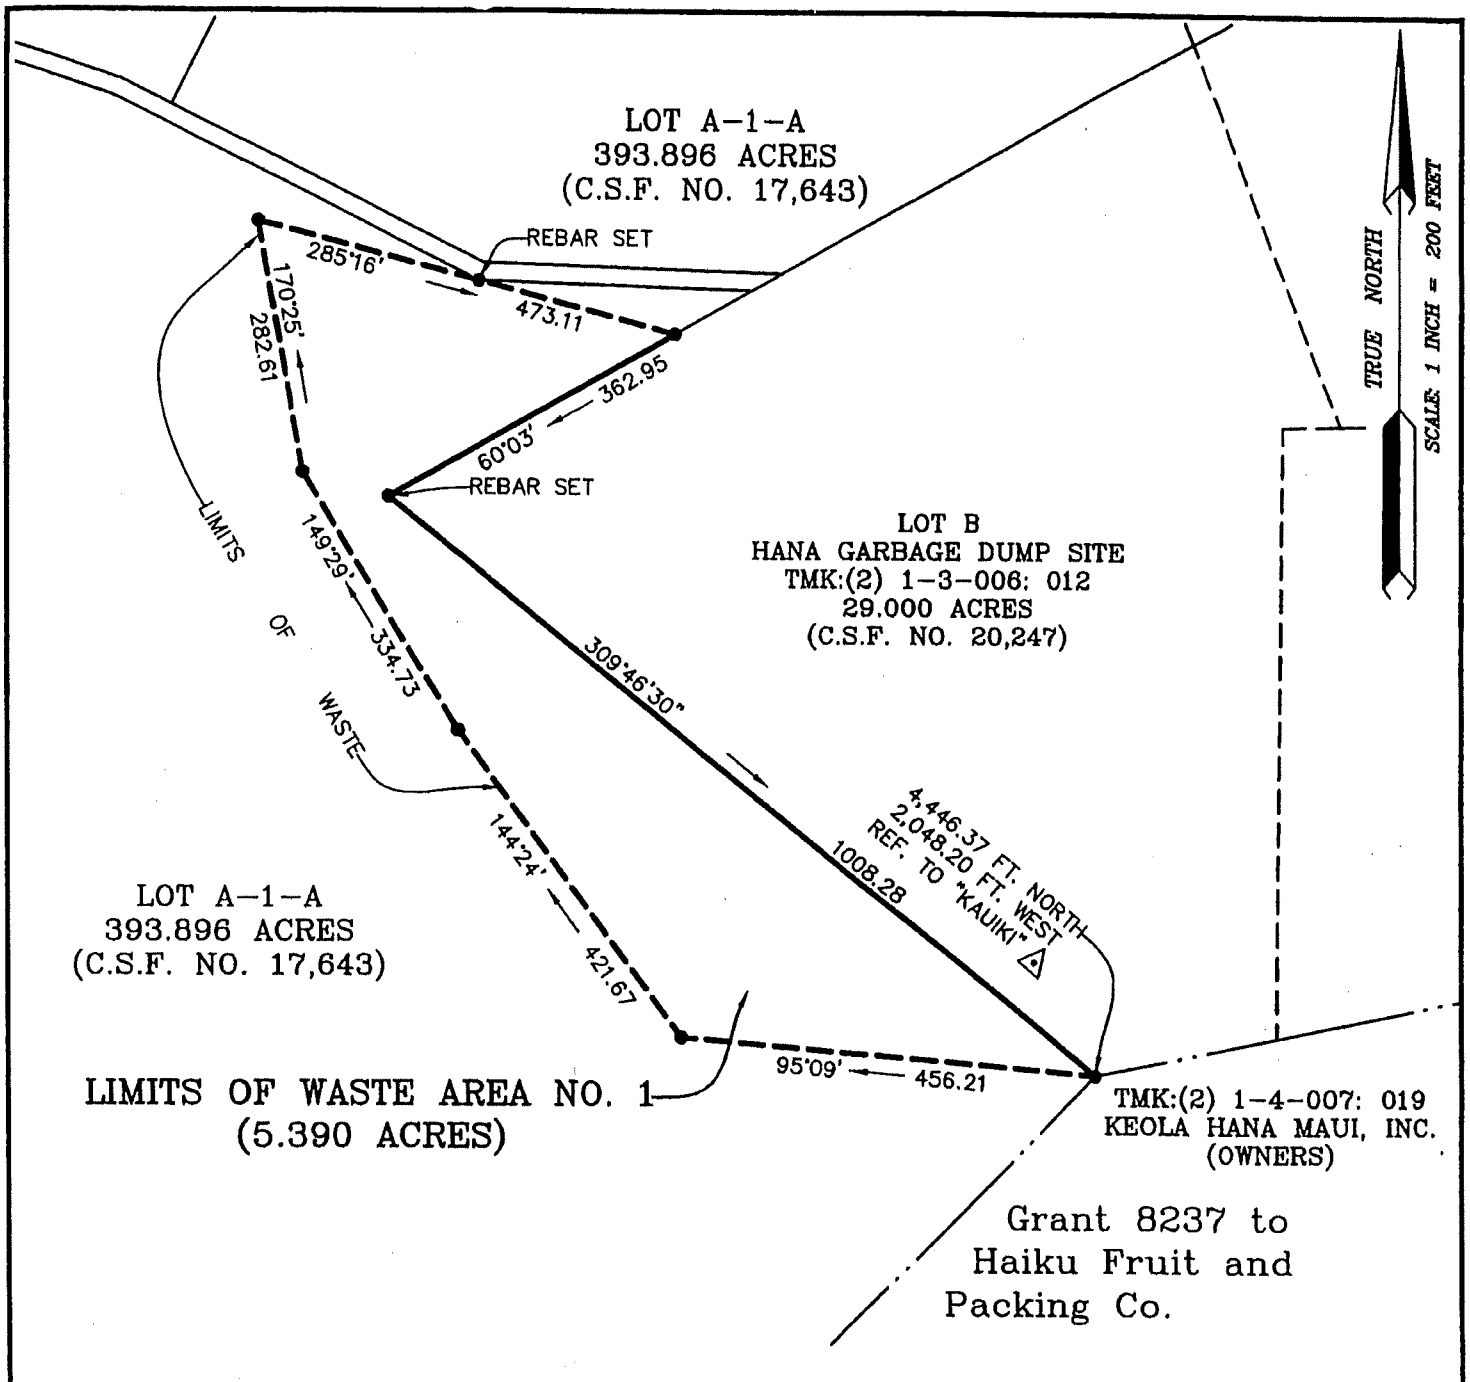 LOT A-1-A
393.896 ACRES
(C.S.F. NO. 17,643)
TRUE NORTH
SCALE: 1 INCH = 200 FEET
REBAR SET
285°16'
473.11
170°25'
282.61
362.95
60°03'
REBAR SET
LIMITS OF WASTE
149°29'
334.73
LOT B
HANA GARBAGE DUMP SITE
TMK:(2) 1-3-006: 012
29.000 ACRES
(C.S.F. NO. 20,247)
309°46'30"
1008.28
4,446.37 FT. NORTH
2,048.20 FT. WEST
REF. TO "KAUIKI"
144°24'
421.67
LOT A-1-A
393.896 ACRES
(C.S.F. NO. 17,643)
95°09'
456.21
LIMITS OF WASTE AREA NO. 1
(5.390 ACRES)
TMK:(2) 1-4-007: 019
KEOLA HANA MAUI, INC.
(OWNERS)
Grant 8237 to
Haiku Fruit and
Packing Co.